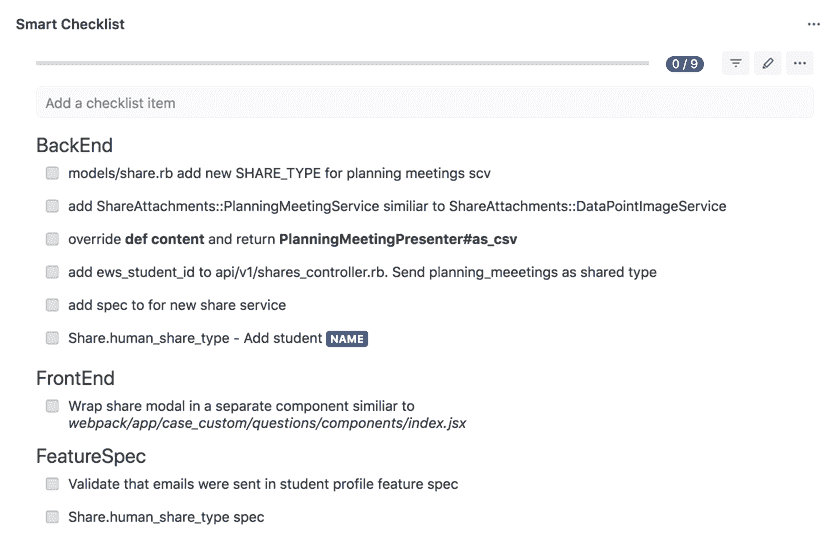 Smart Checklist
0 / 9
Add a checklist item
BackEnd
models/share.rb add new SHARE_TYPE for planning meetings scv
add ShareAttachments::PlanningMeetingService similiar to ShareAttachments::DataPointImageService
override def content and return PlanningMeetingPresenter#as_csv
add ews_student_id to api/v1/shares_controller.rb. Send planning_meeetings as shared type
add spec to for new share service
Share.human_share_type - Add student NAME
FrontEnd
Wrap share modal in a separate component similiar to
webpack/app/case_custom/questions/components/index.jsx
FeatureSpec
Validate that emails were sent in student profile feature spec
Share.human_share_type spec